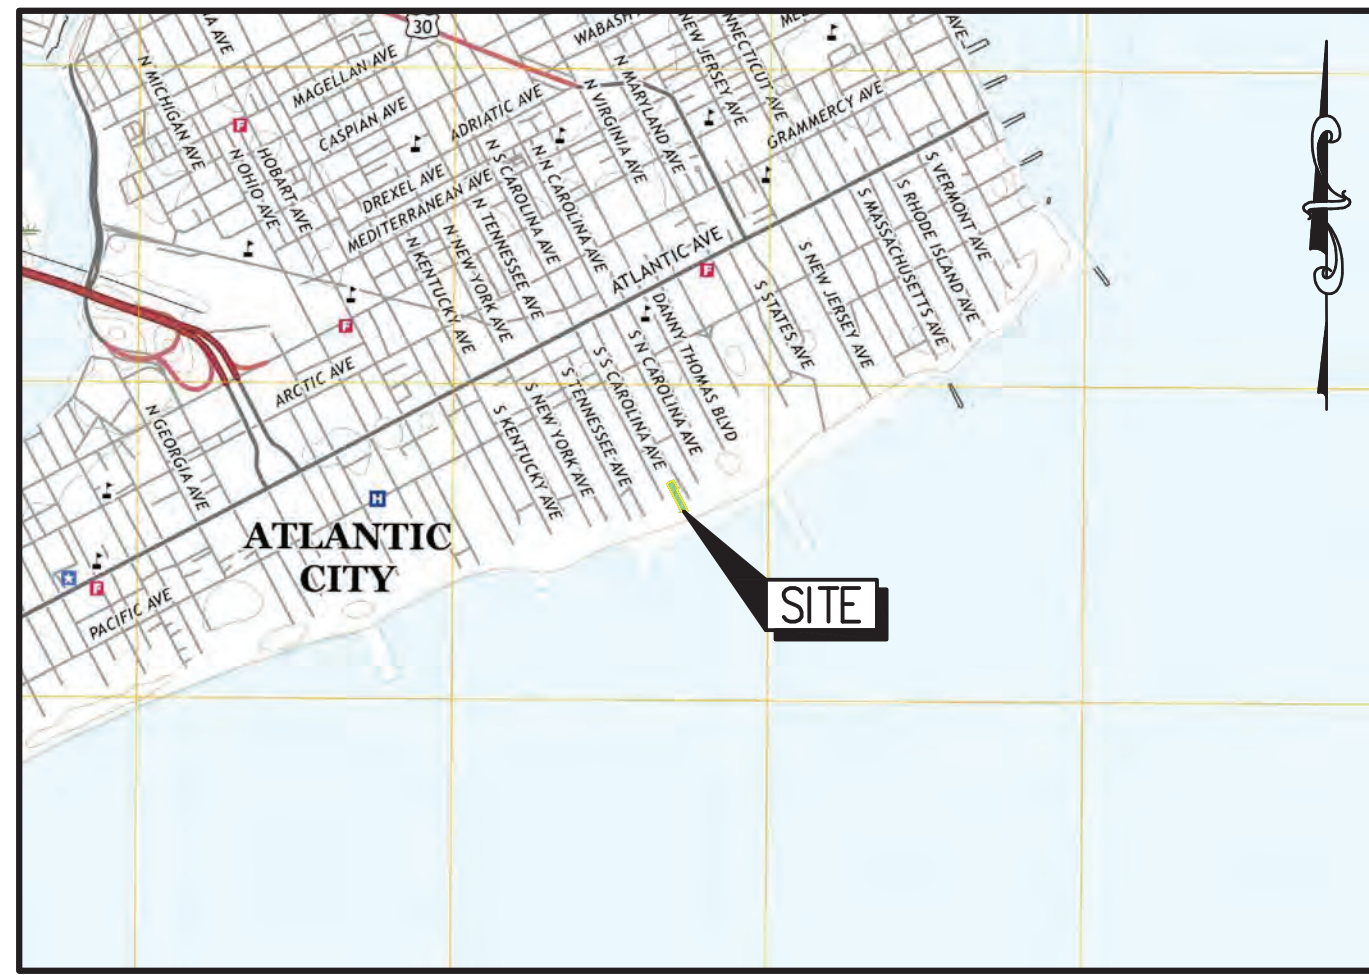 30
WABASH
N MICHIGAN AVE
MAGELLAN AVE
CASPIAN AVE
ADRIATIC AVE
N VIRGINIA AVE
N MARYLAND AVE
NEW JERSEY AVE
NNECTICUT AVE
GRAMMERCY AVE
AVE
F
HOBART AVE
N OHIO AVE
DREXEL AVE
MEDITERRANEAN AVE
N S CAROLINA AVE
N N CAROLINA AVE
N TENNESSEE AVE
N NEW YORK AVE
N KENTUCKY AVE
ATLANTIC AVE
F
S VERMONT AVE
S RHODE ISLAND AVE
S MASSACHUSETTS AVE
S NEW JERSEY AVE
S STATES AVE
DANNY THOMAS BLVD
S N CAROLINA AVE
S S CAROLINA AVE
S TENNESSEE AVE
S NEW YORK AVE
S KENTUCKY AVE
F
ARCTIC AVE
N GEORGIA AVE
H
ATLANTIC
CITY
F
PACIFIC AVE
SITE